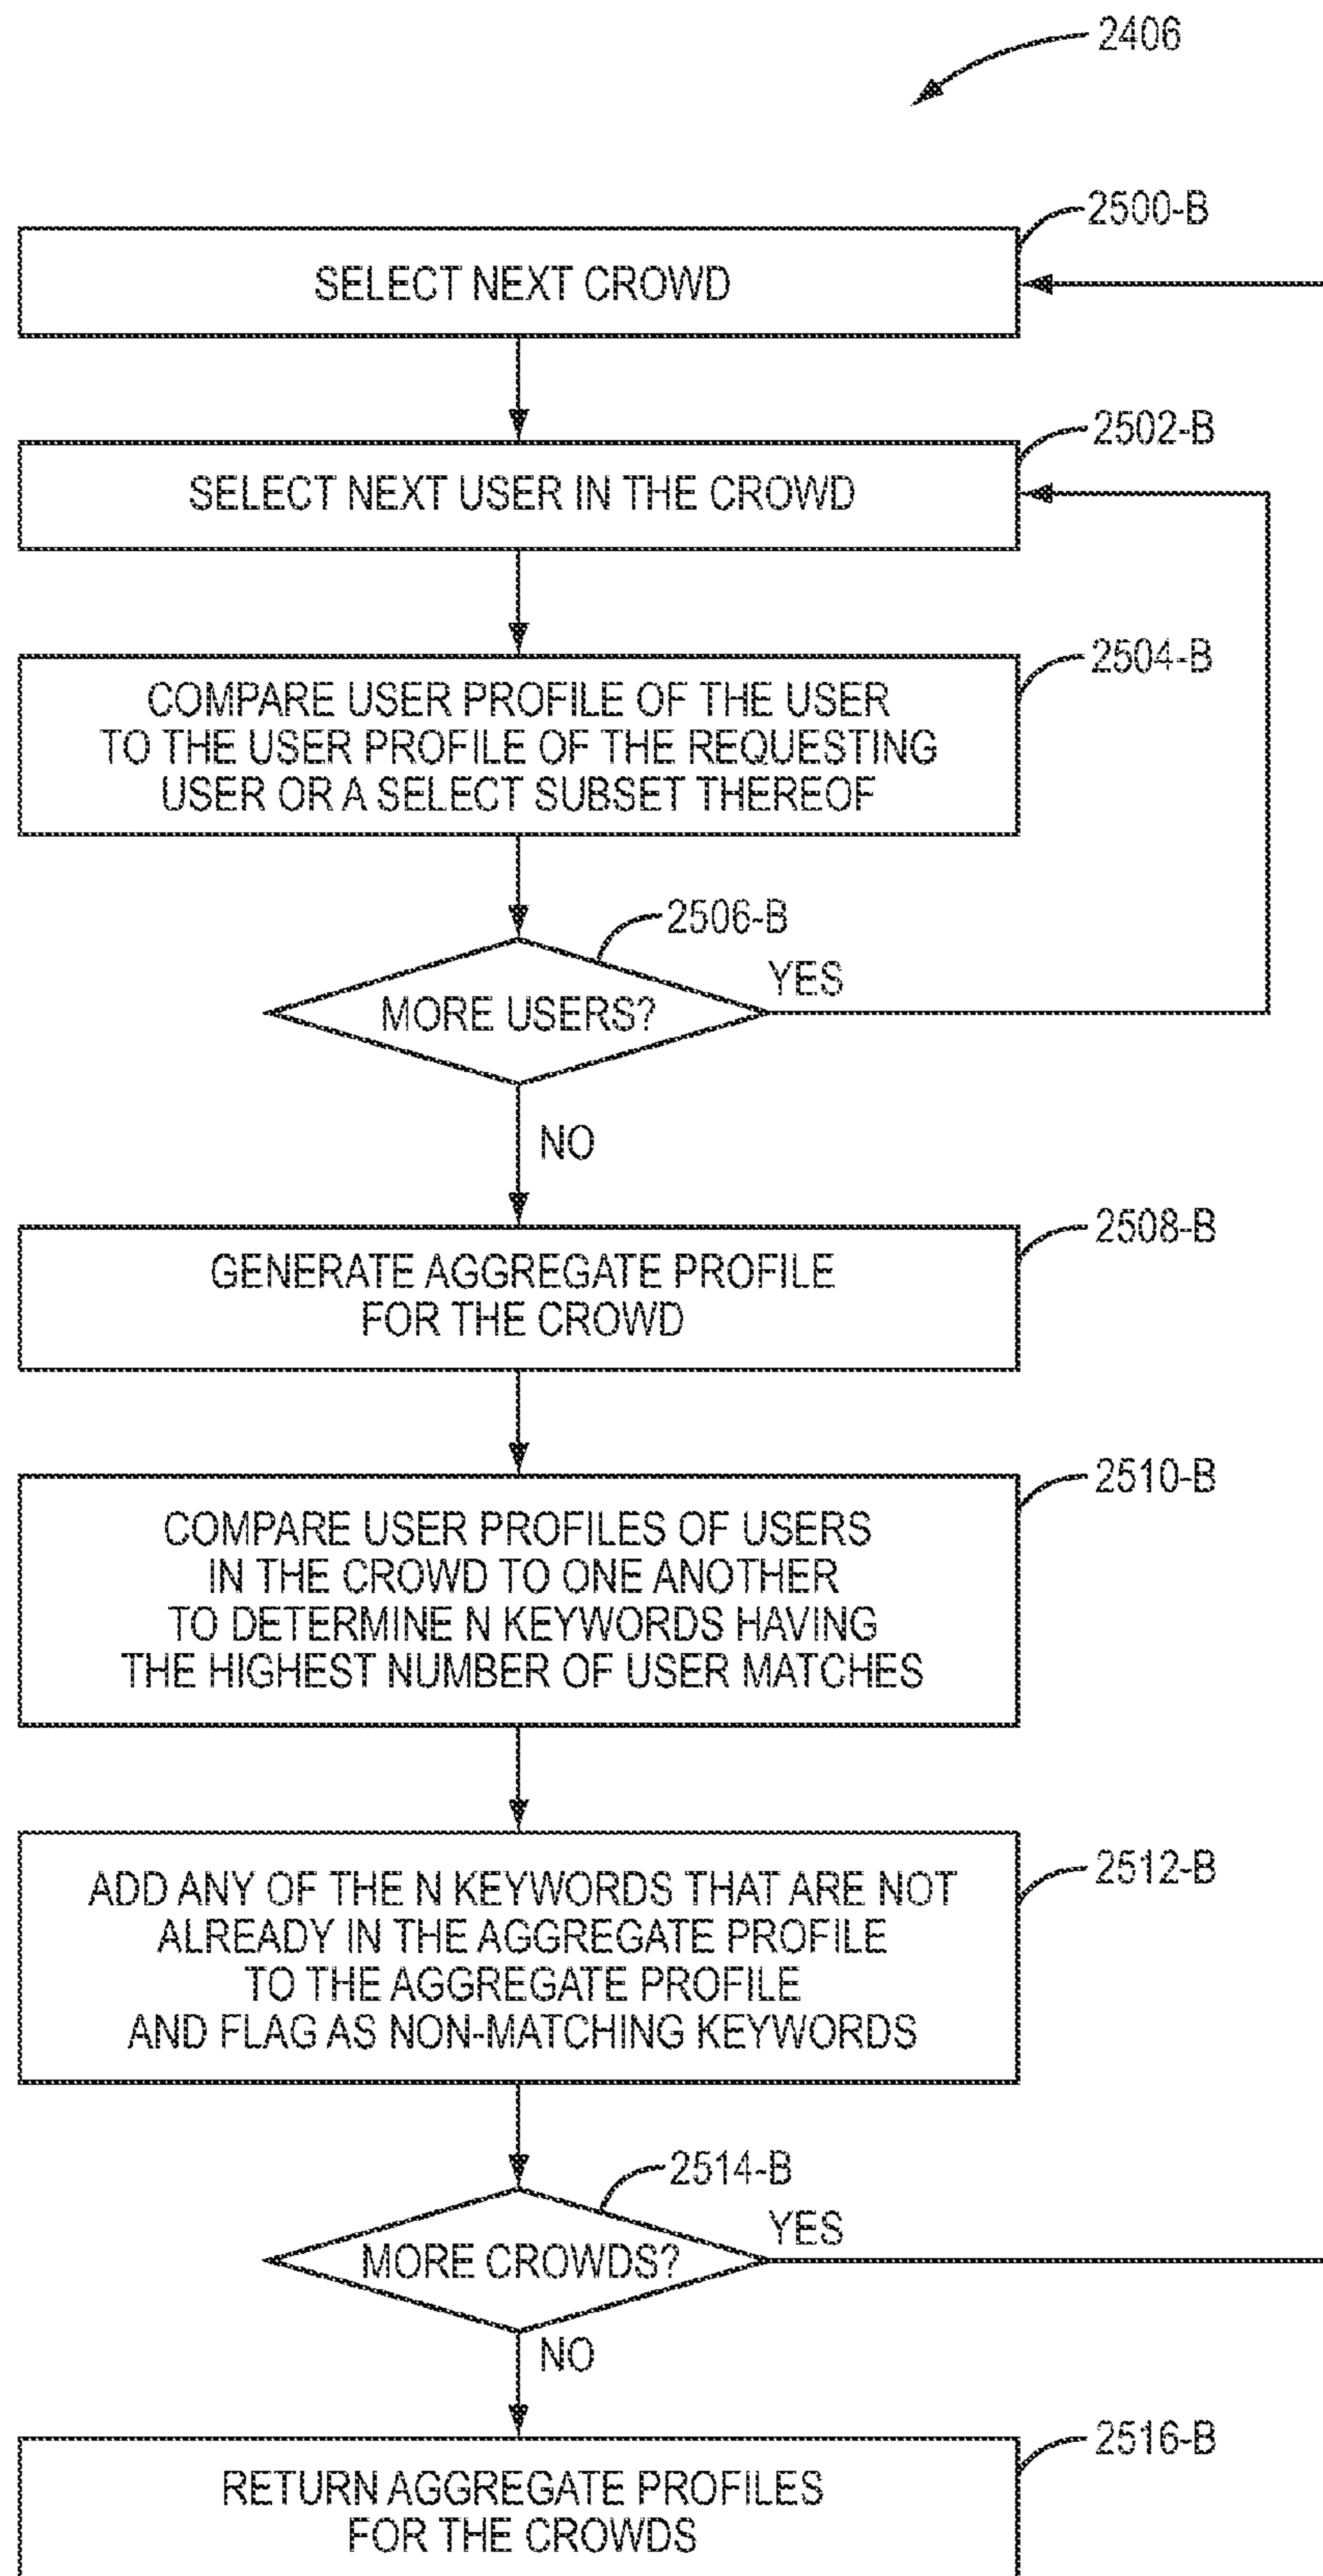 2406
2500-B
SELECT NEXT CROWD
2502-B
SELECT NEXT USER IN THE CROWD
2504-B
COMPARE USER PROFILE OF THE USER
TO THE USER PROFILE OF THE REQUESTING
USER OR A SELECT SUBSET THEREOF
2506-B
YES
MORE USERS?
NO
2508-B
GENERATE AGGREGATE PROFILE
FOR THE CROWD
2510-B
COMPARE USER PROFILES OF USERS
IN THE CROWD TO ONE ANOTHER
TO DETERMINE N KEYWORDS HAVING
THE HIGHEST NUMBER OF USER MATCHES
2512-B
ADD ANY OF THE N KEYWORDS THAT ARE NOT
ALREADY IN THE AGGREGATE PROFILE
TO THE AGGREGATE PROFILE
AND FLAG AS NON-MATCHING KEYWORDS
2514-B
YES
MORE CROWDS?
NO
2516-B
RETURN AGGREGATE PROFILES
FOR THE CROWDS